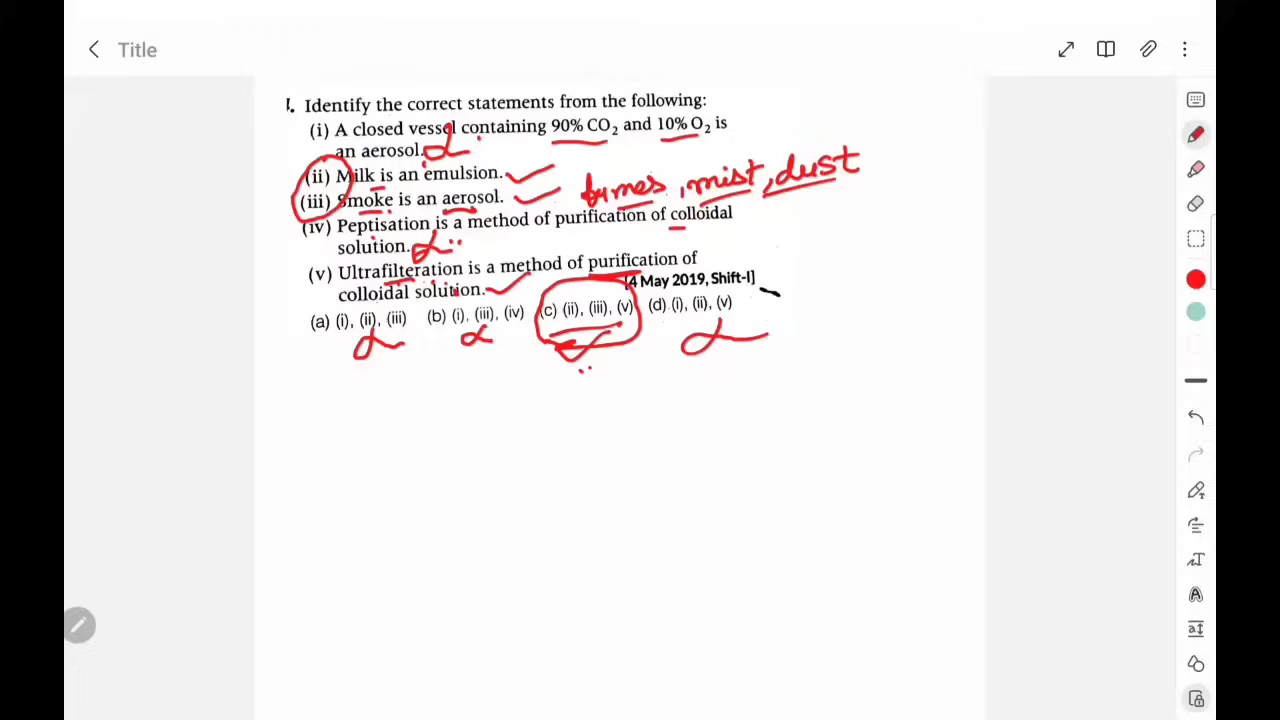 Title
1. Identify the correct statements from the following:
(i) A closed vessel containing 90% CO₂ and 10% O₂ is
an aerosol.
(ii) Milk is an emulsion.
(iii) Smoke is an aerosol. fumes, mist, dust
(iv) Peptisation is a method of purification of colloidal
solution.
(v) Ultrafilteration is a method of purification of
colloidal solution. [4 May 2019, Shift-I]
(a) (i), (ii), (iii) (b) (i), (iii), (iv) (c) (ii), (iii), (v) (d) (i), (ii), (v)